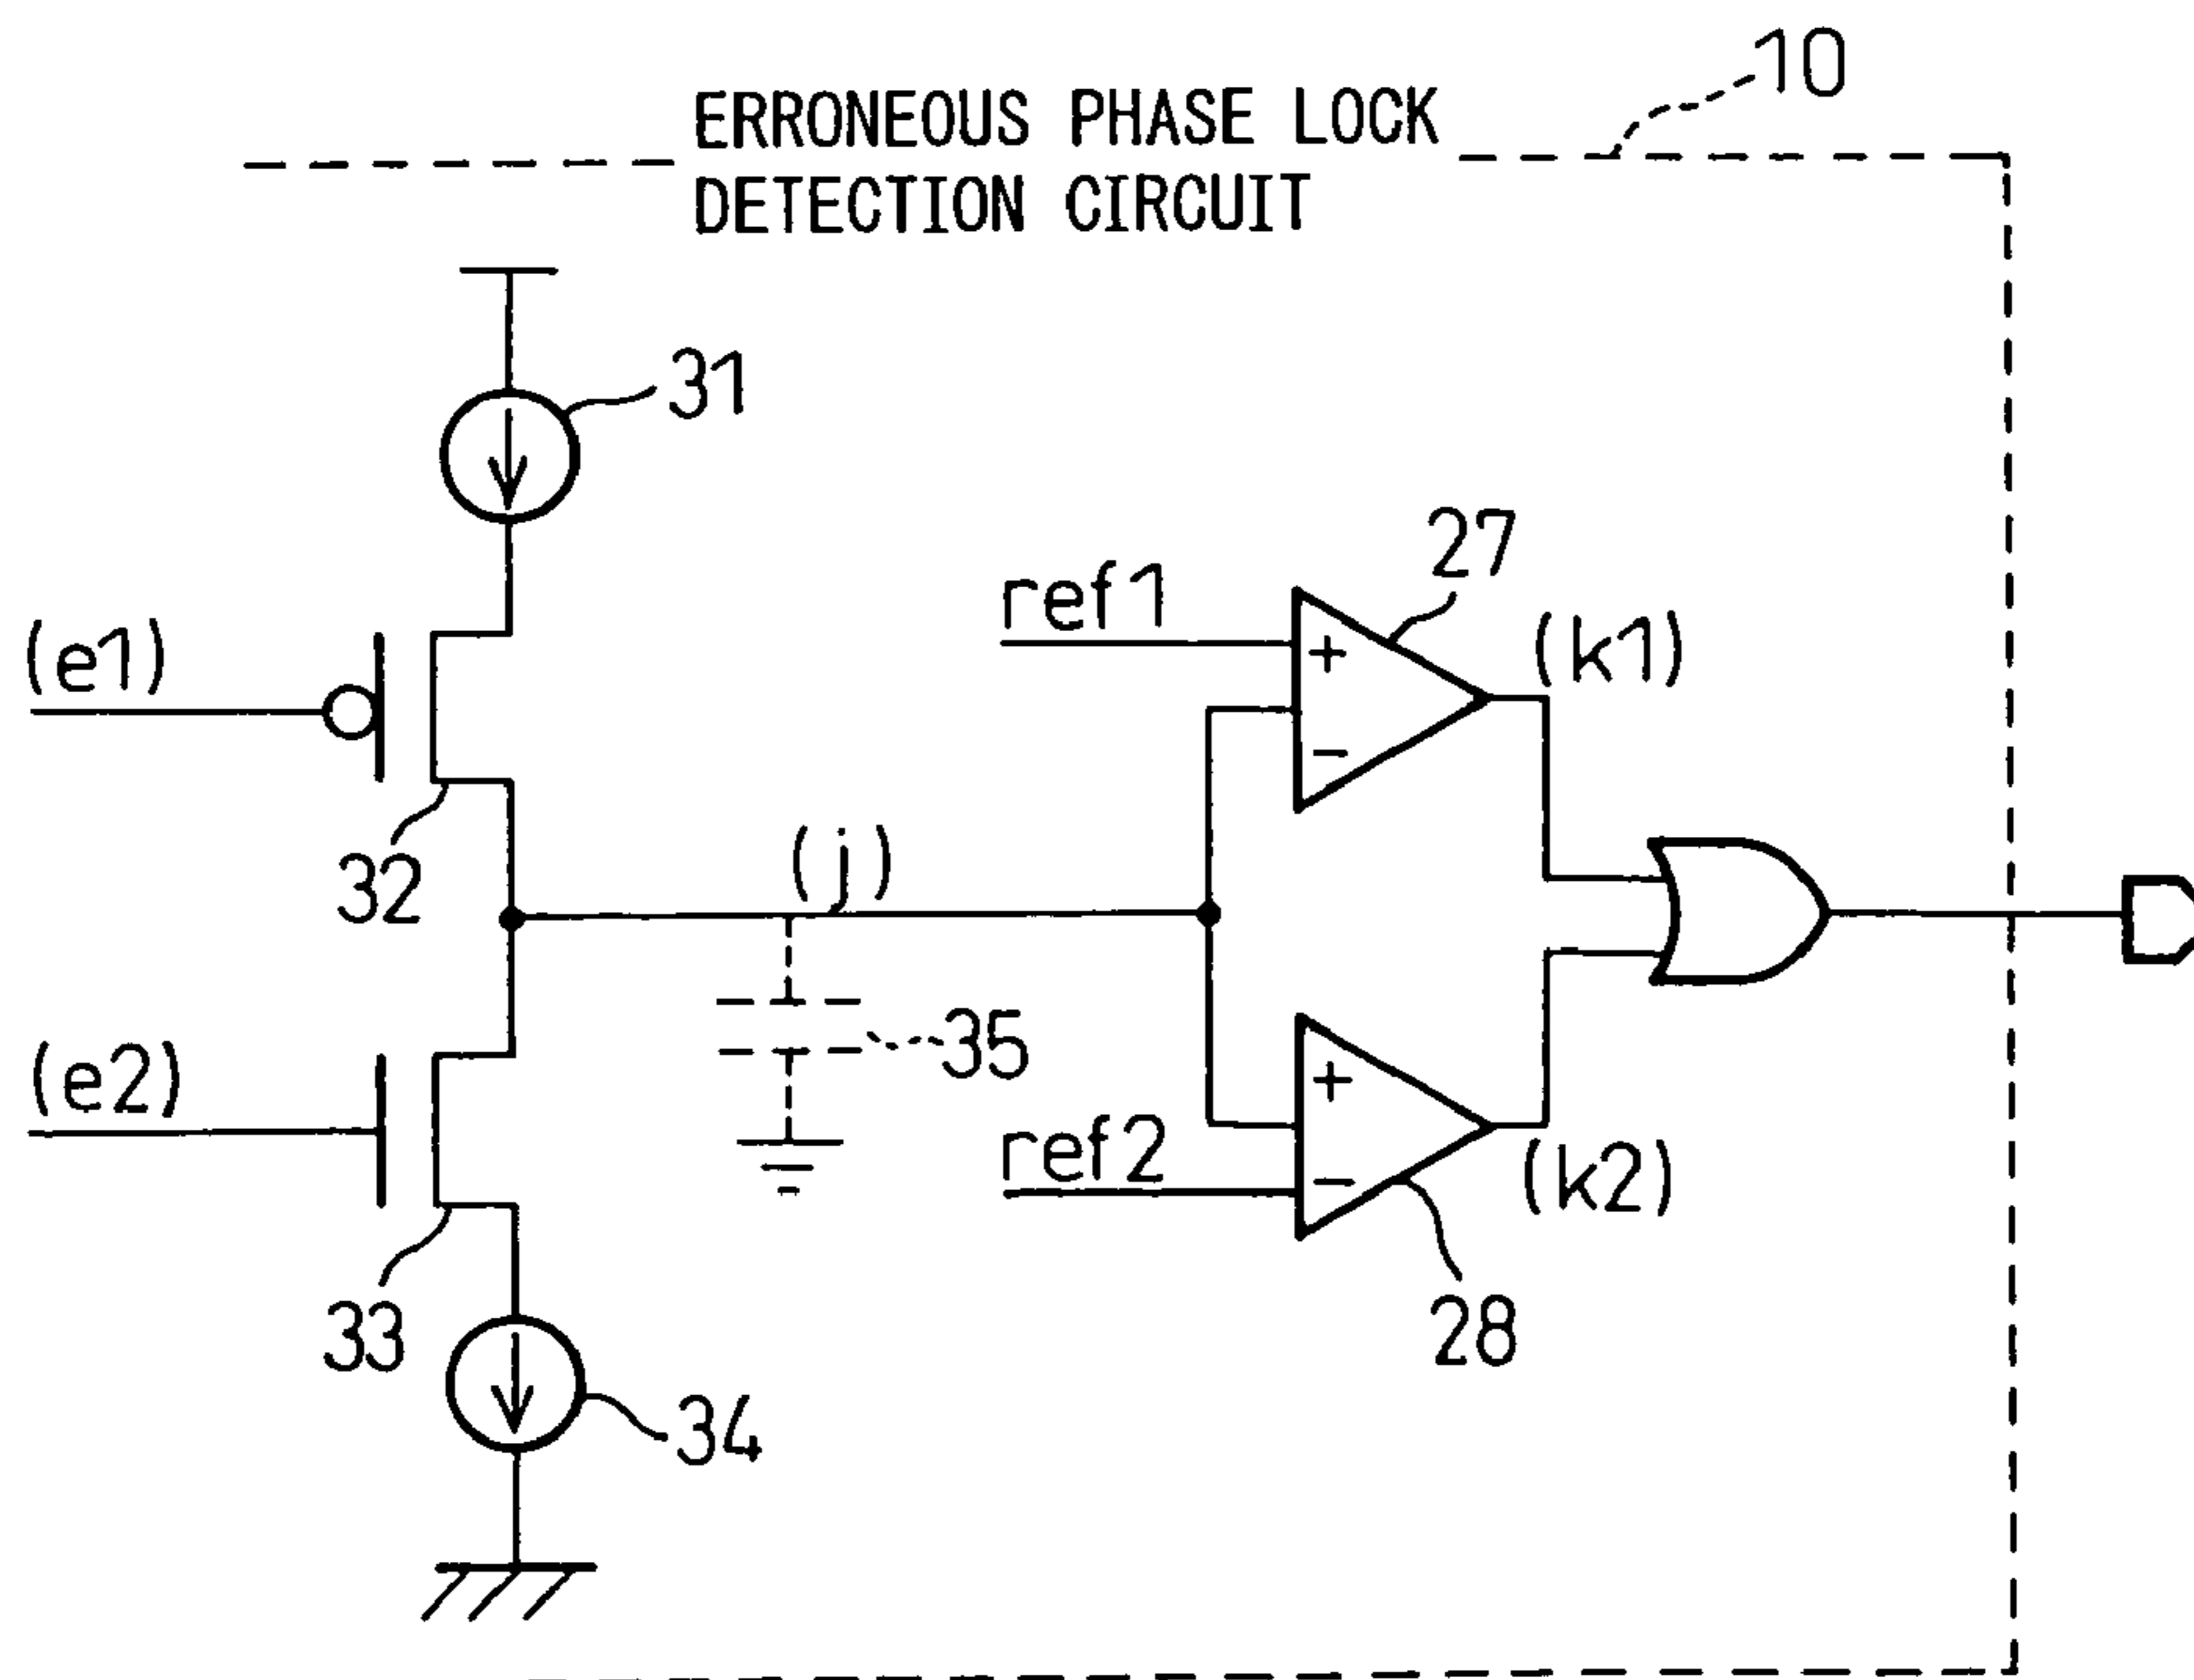 10
ERRONEOUS PHASE LOCK
DETECTION CIRCUIT
31
27
ref1
+
−
(k1)
(e1)
32
(j)
35
(e2)
ref2
+
−
(k2)
33
28
34